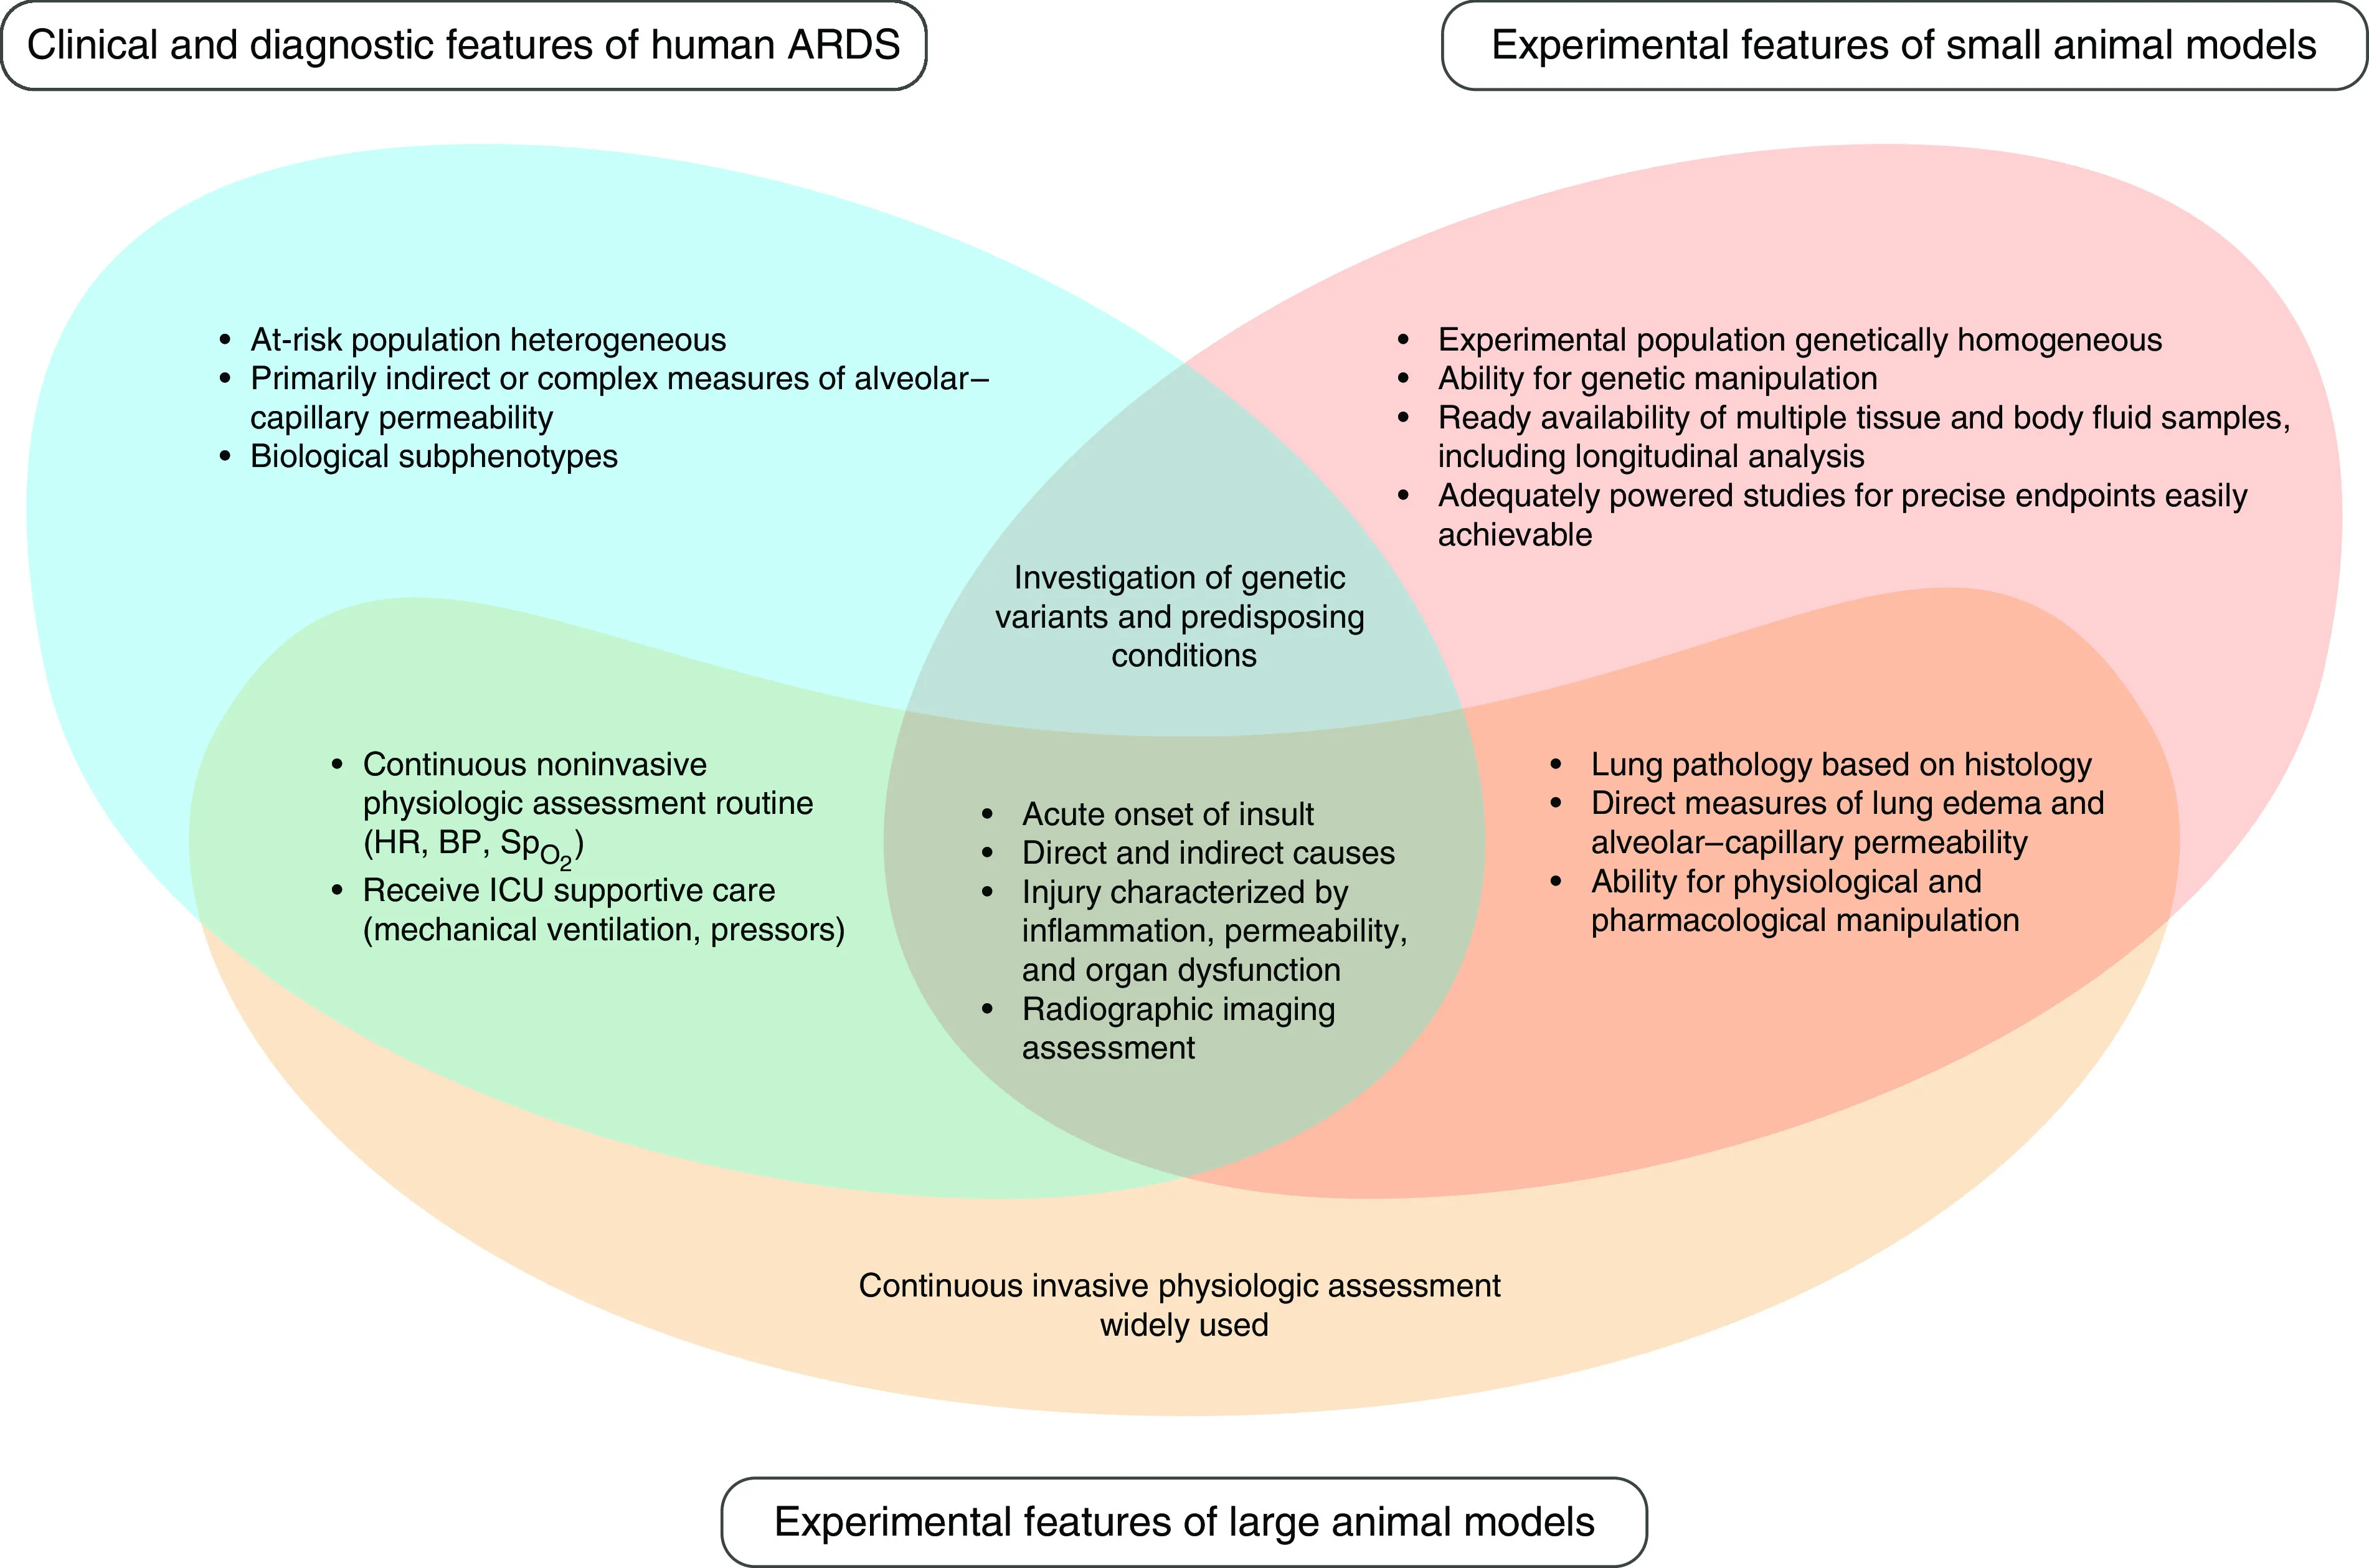 Clinical and diagnostic features of human ARDS
Experimental features of small animal models
• At-risk population heterogeneous
• Primarily indirect or complex measures of alveolar–
capillary permeability
• Biological subphenotypes
• Experimental population genetically homogeneous
• Ability for genetic manipulation
• Ready availability of multiple tissue and body fluid samples,
including longitudinal analysis
• Adequately powered studies for precise endpoints easily
achievable
Investigation of genetic
variants and predisposing
conditions
• Continuous noninvasive
physiologic assessment routine
(HR, BP, SpO2)
• Receive ICU supportive care
(mechanical ventilation, pressors)
• Acute onset of insult
• Direct and indirect causes
• Injury characterized by
inflammation, permeability,
and organ dysfunction
• Radiographic imaging
assessment
• Lung pathology based on histology
• Direct measures of lung edema and
alveolar–capillary permeability
• Ability for physiological and
pharmacological manipulation
Continuous invasive physiologic assessment
widely used
Experimental features of large animal models